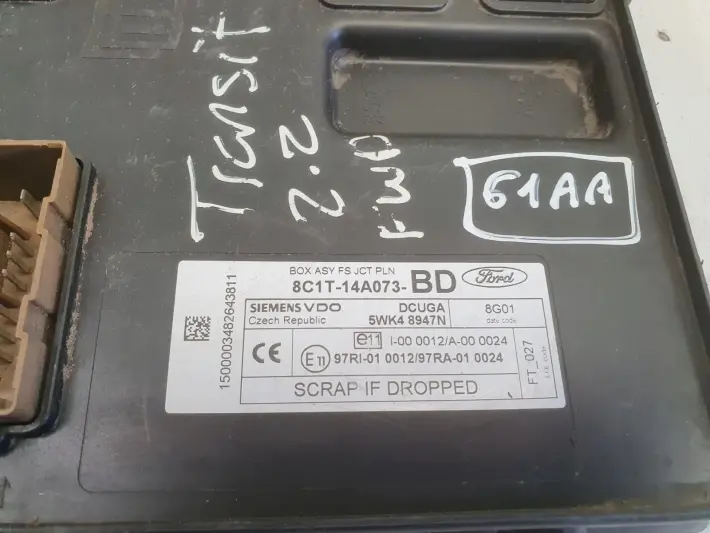 Transit
2.2
FWD
61AA
BOX ASY FS JCT PLN
8C1T-14A073-BD
Ford
SIEMENS VDO
Czech Republic
DCUGA
5WK4 8947N
8G01
date code
1500003482643811
CE
e11 I-00 0012/A-00 0024
E11 97RI-01 0012/97RA-01 0024
FT_027
SCRAP IF DROPPED